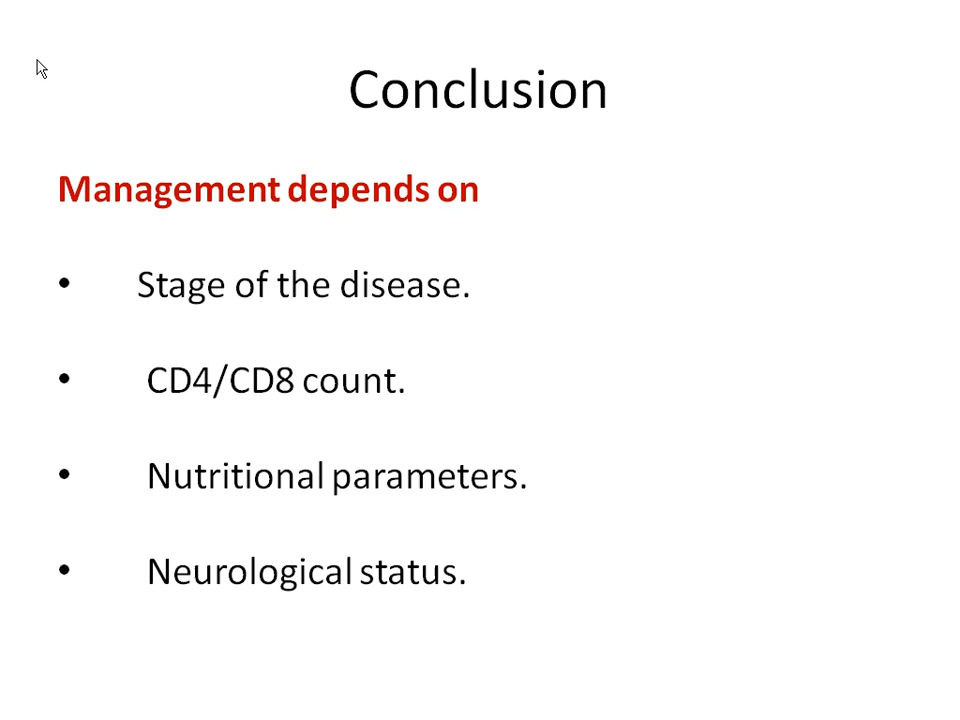 Conclusion
Management depends on
• Stage of the disease.
• CD4/CD8 count.
• Nutritional parameters.
• Neurological status.